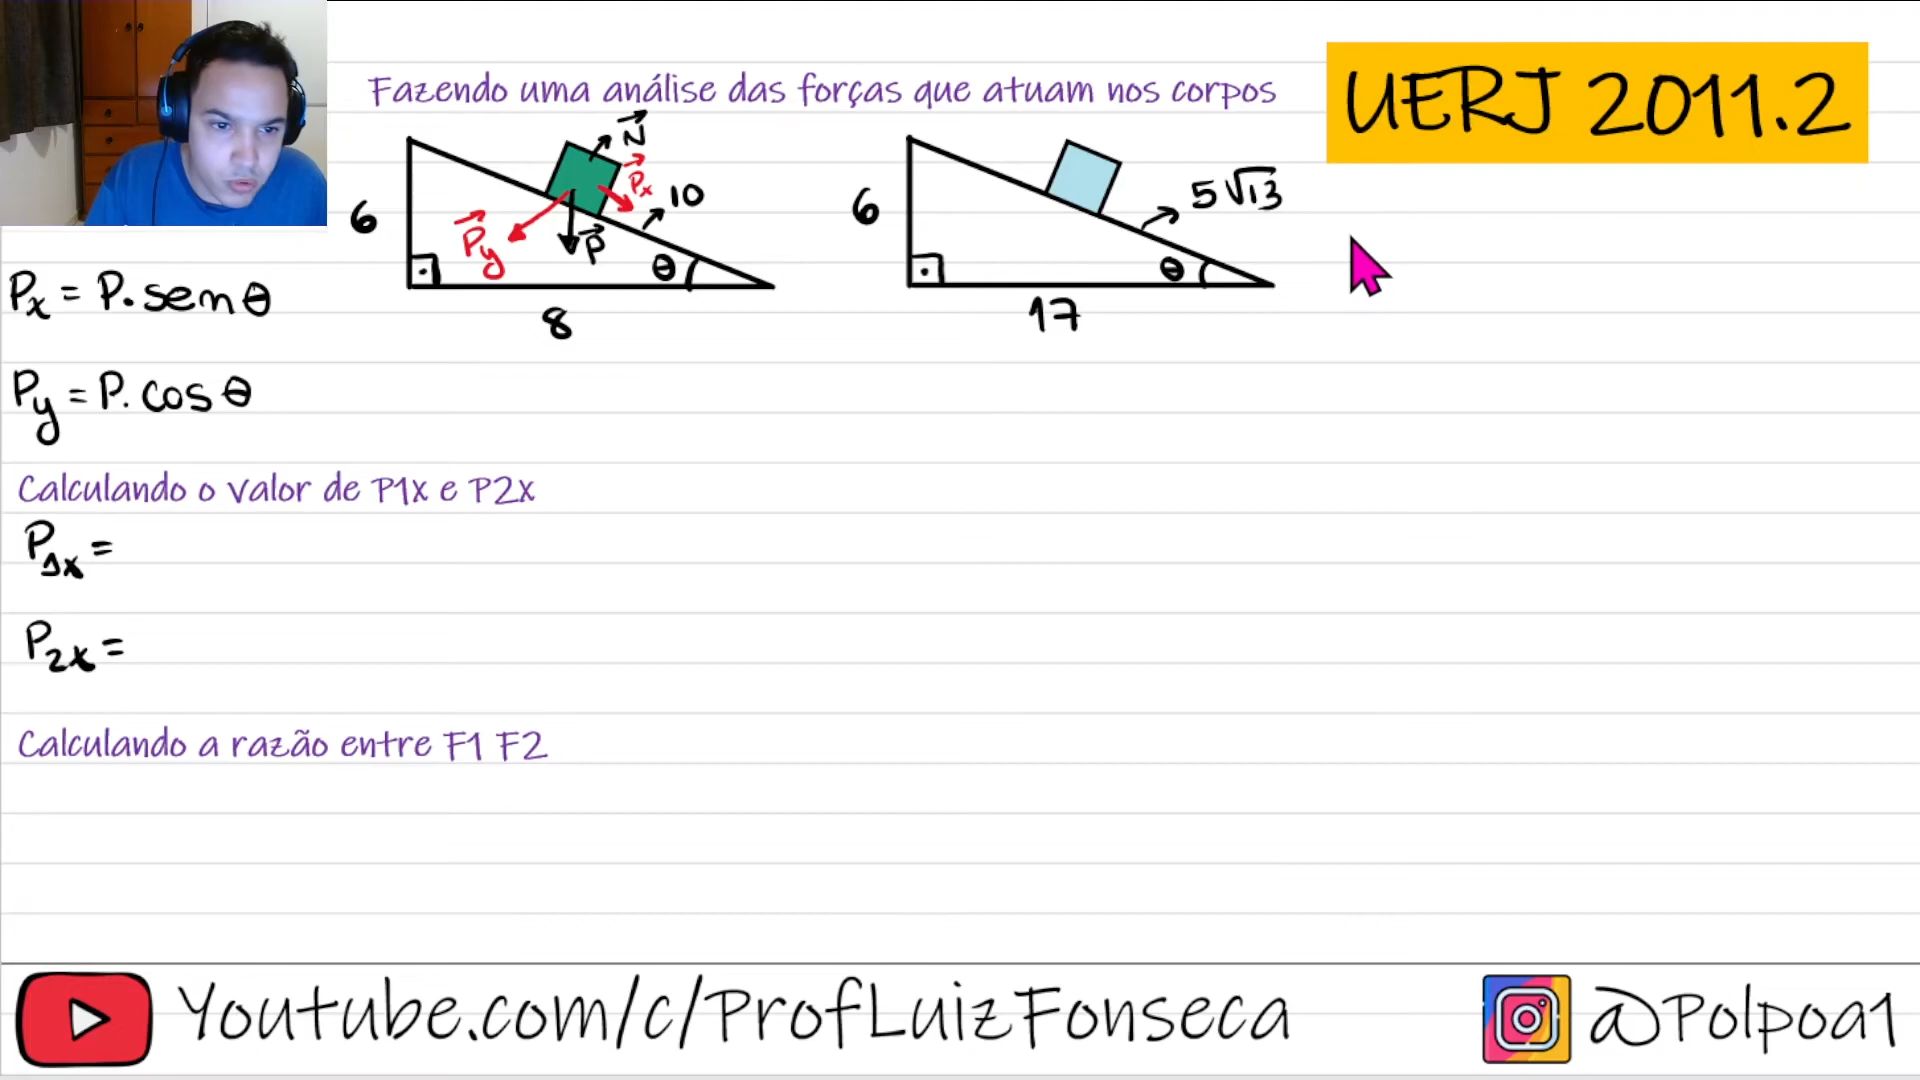 Fazendo uma análise das forças que atuam nos corpos
UERJ 2011.2
N
Px
10
6
Py
P
θ
8
6
5√13
θ
17
Px = P. sen θ
Py = P. cos θ
Calculando o valor de P1x e P2x
P1x =
P2x =
Calculando a razão entre F1 F2
Youtube.com/c/ProfLuizFonseca
@Polpoa1